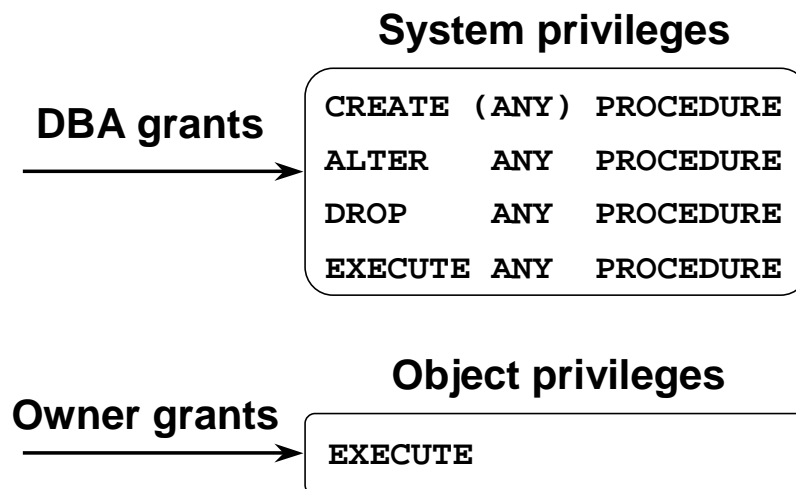 System privileges
DBA grants
CREATE (ANY) PROCEDURE
ALTER ANY PROCEDURE
DROP ANY PROCEDURE
EXECUTE ANY PROCEDURE
Object privileges
Owner grants
EXECUTE